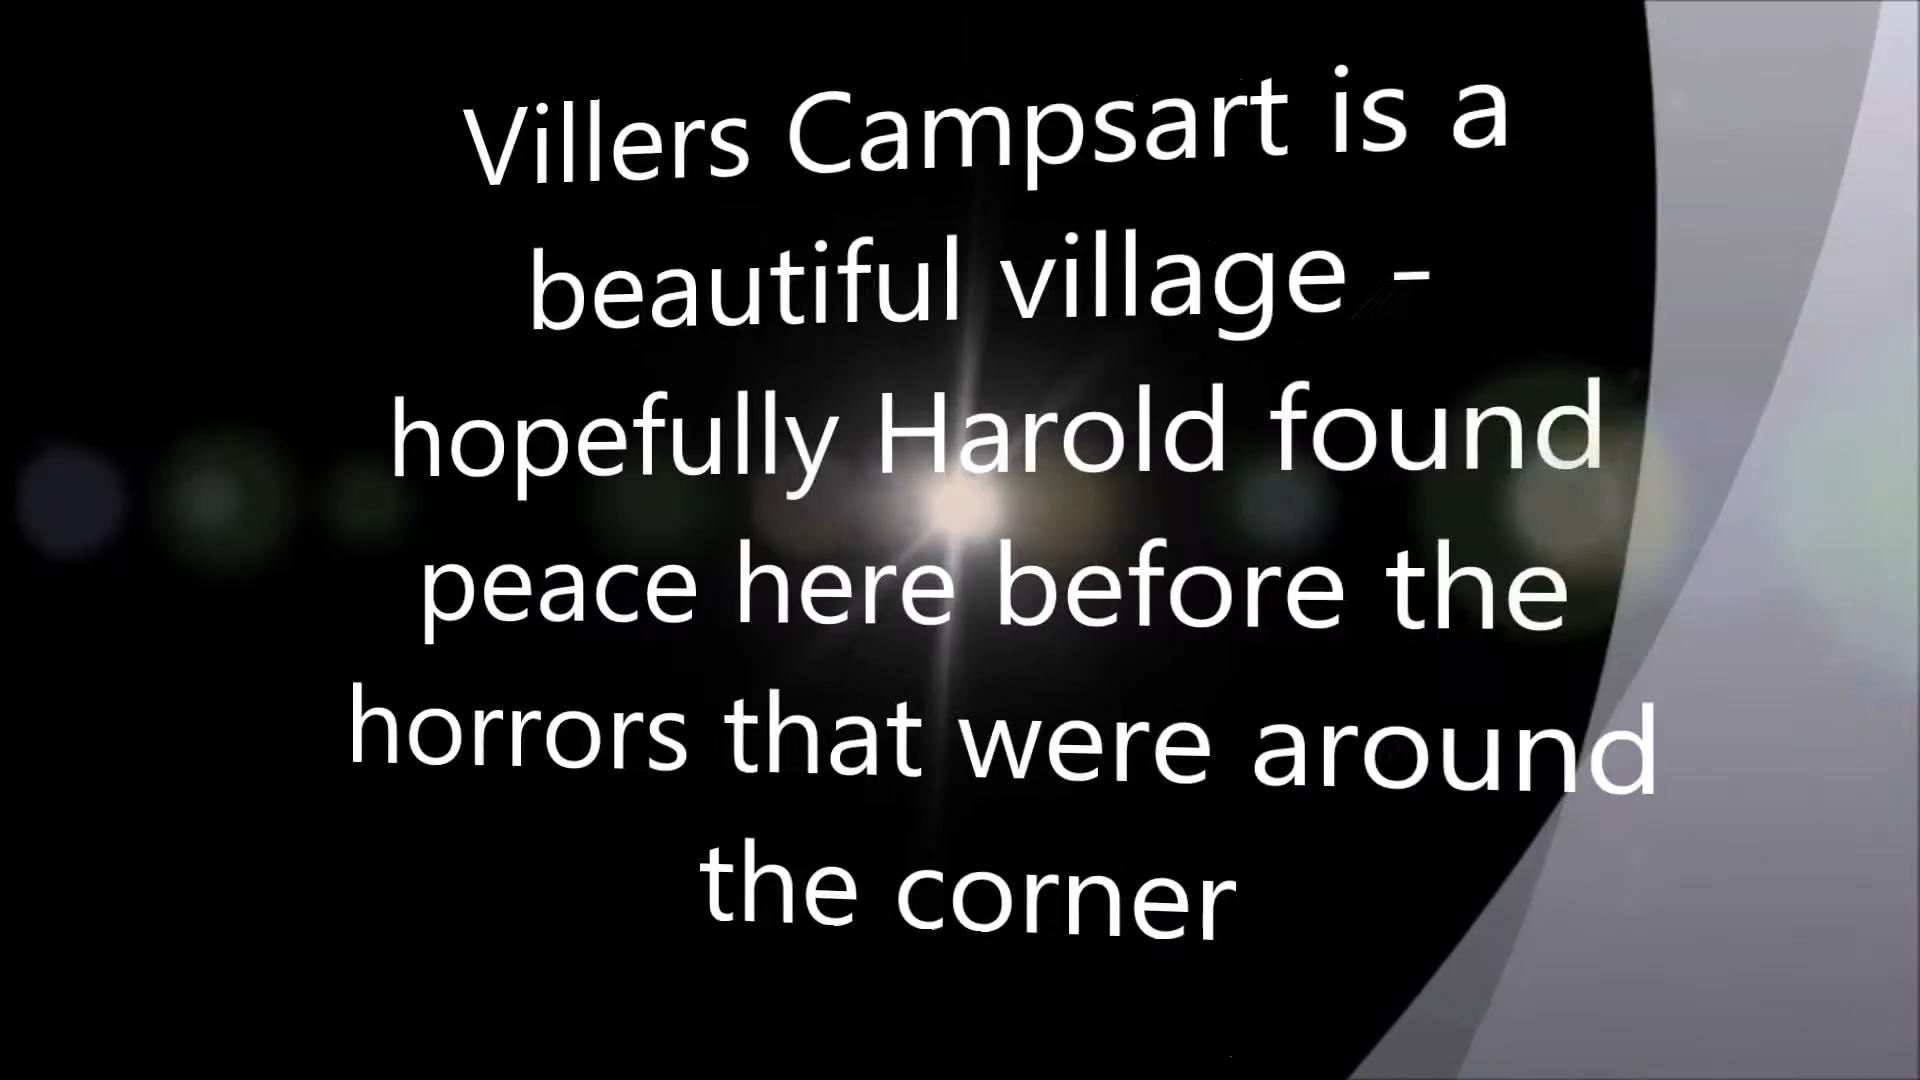 Villers Campsart is a
beautiful village -
hopefully Harold found
peace here before the
horrors that were around
the corner